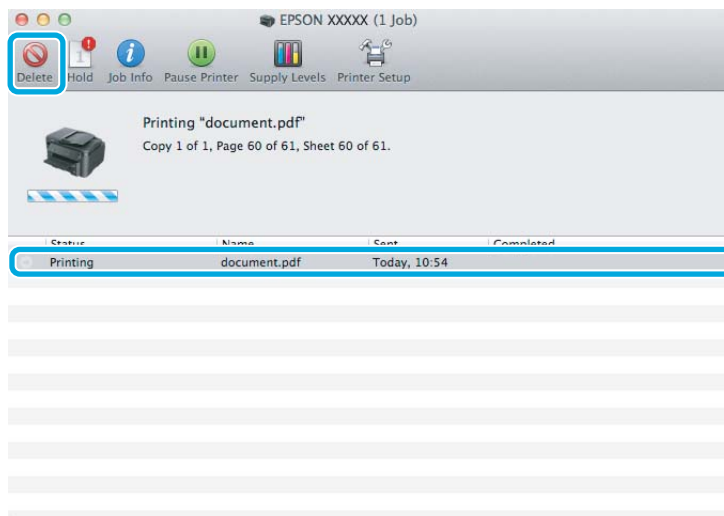 EPSON XXXXX (1 Job)
Delete Hold Job Info Pause Printer Supply Levels Printer Setup
Printing "document.pdf"
Copy 1 of 1, Page 60 of 61, Sheet 60 of 61.
Status Name Sent Completed
Printing document.pdf Today, 10:54